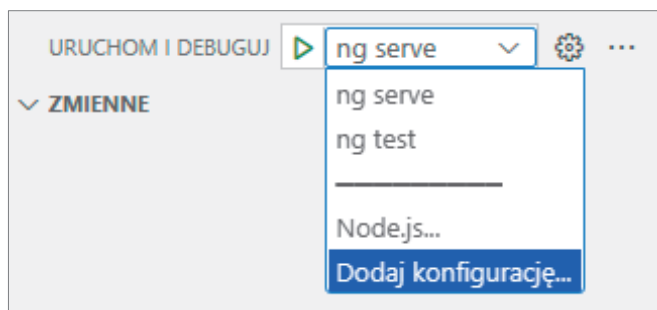 URUCHOM I DEBUGUJ ng serve ...
ZMIENNE
ng serve
ng test
Node.js...
Dodaj konfigurację...